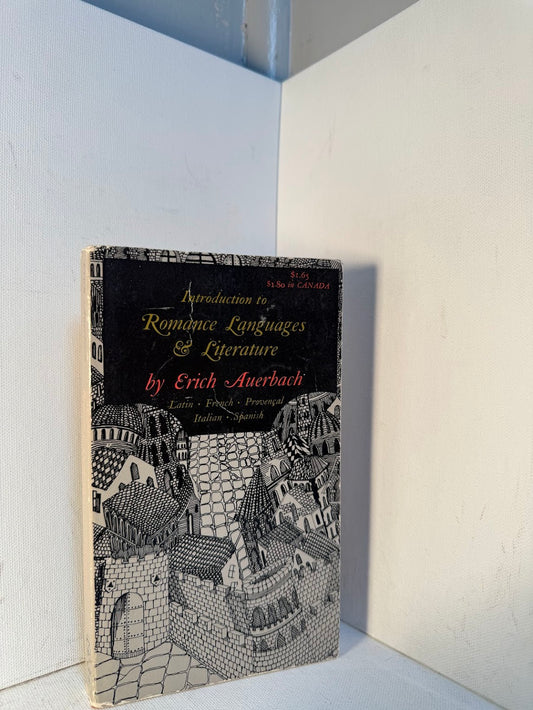 $1.65
$1.80 in CANADA
Introduction to
Romance Languages
& Literature
by Erich Auerbach
Latin · French · Provençal
Italian · Spanish